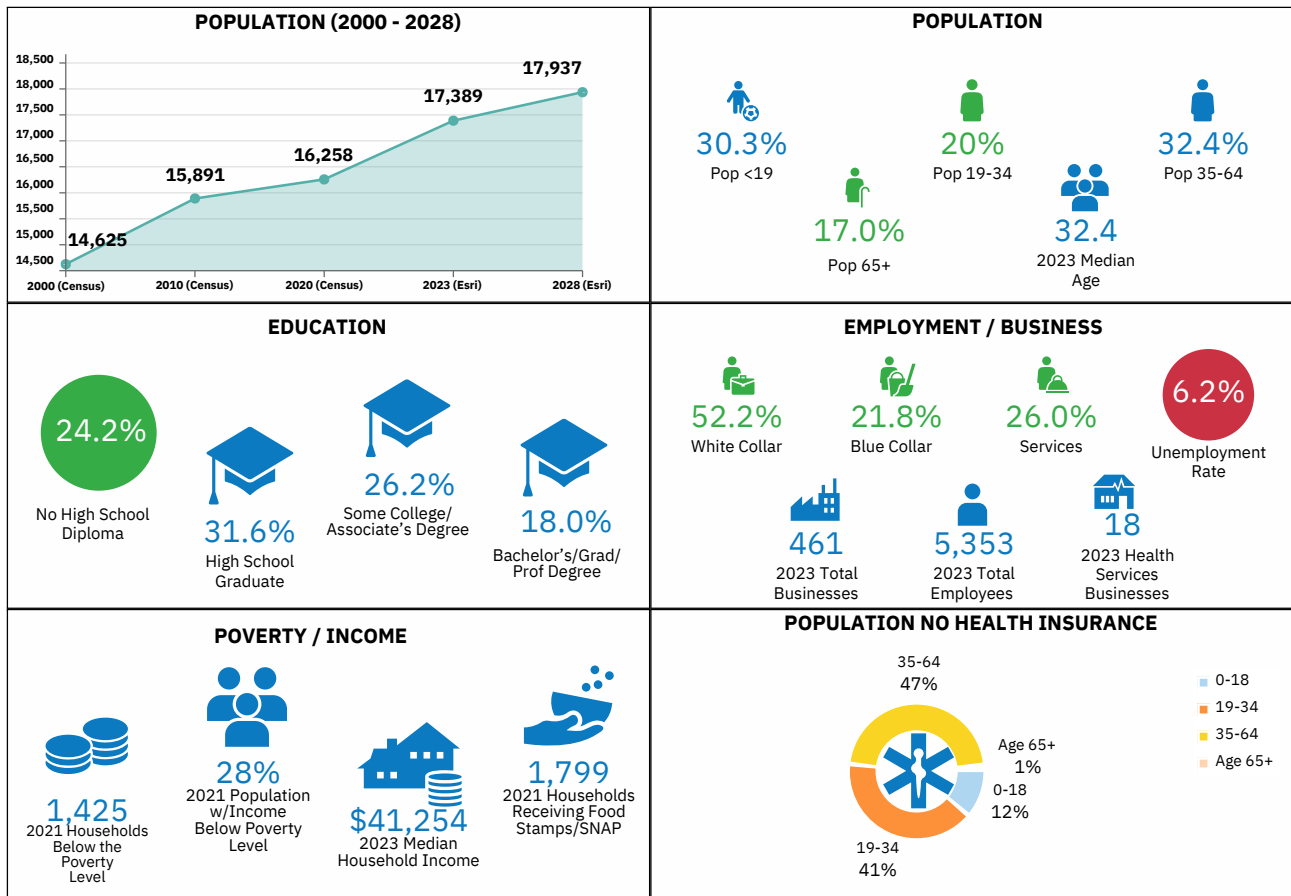 POPULATION (2000 - 2028)
18,500
18,000
17,500
17,000
16,500
16,000
15,500
15,000
14,500
14,625
15,891
16,258
17,389
17,937
2000 (Census)
2010 (Census)
2020 (Census)
2023 (Esri)
2028 (Esri)
POPULATION
30.3%
Pop <19
20%
Pop 19-34
32.4%
Pop 35-64
17.0%
Pop 65+
32.4
2023 Median
Age
EDUCATION
24.2%
No High School
Diploma
31.6%
High School
Graduate
26.2%
Some College/
Associate's Degree
18.0%
Bachelor's/Grad/
Prof Degree
EMPLOYMENT / BUSINESS
52.2%
White Collar
21.8%
Blue Collar
26.0%
Services
6.2%
Unemployment
Rate
461
2023 Total
Businesses
5,353
2023 Total
Employees
18
2023 Health
Services
Businesses
POVERTY / INCOME
1,425
2021 Households
Below the
Poverty
Level
28%
2021 Population
w/Income
Below Poverty
Level
$41,254
2023 Median
Household Income
1,799
2021 Households
Receiving Food
Stamps/SNAP
POPULATION NO HEALTH INSURANCE
35-64
47%
Age 65+
1%
0-18
12%
19-34
41%
0-18
19-34
35-64
Age 65+